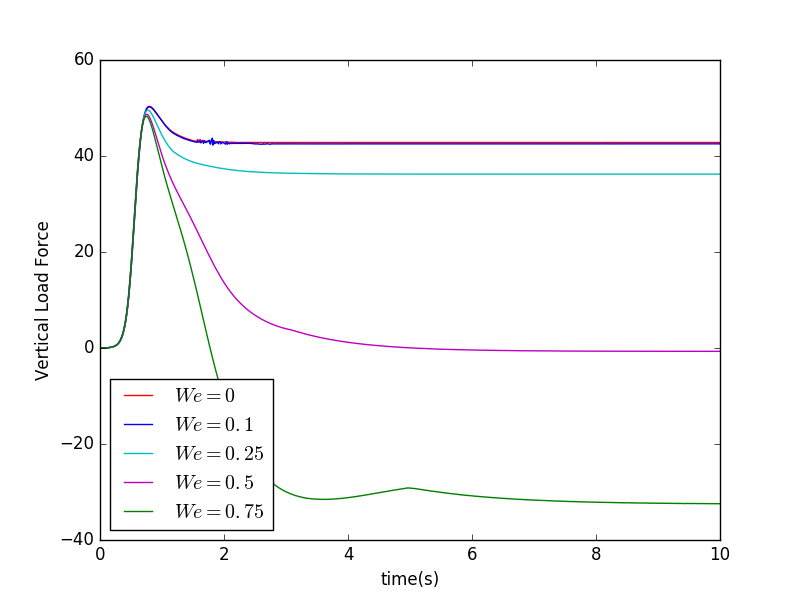 60
40
20
0
−20
−40
Vertical Load Force
We = 0
We = 0.1
We = 0.25
We = 0.5
We = 0.75
0 2 4 6 8 10
time(s)